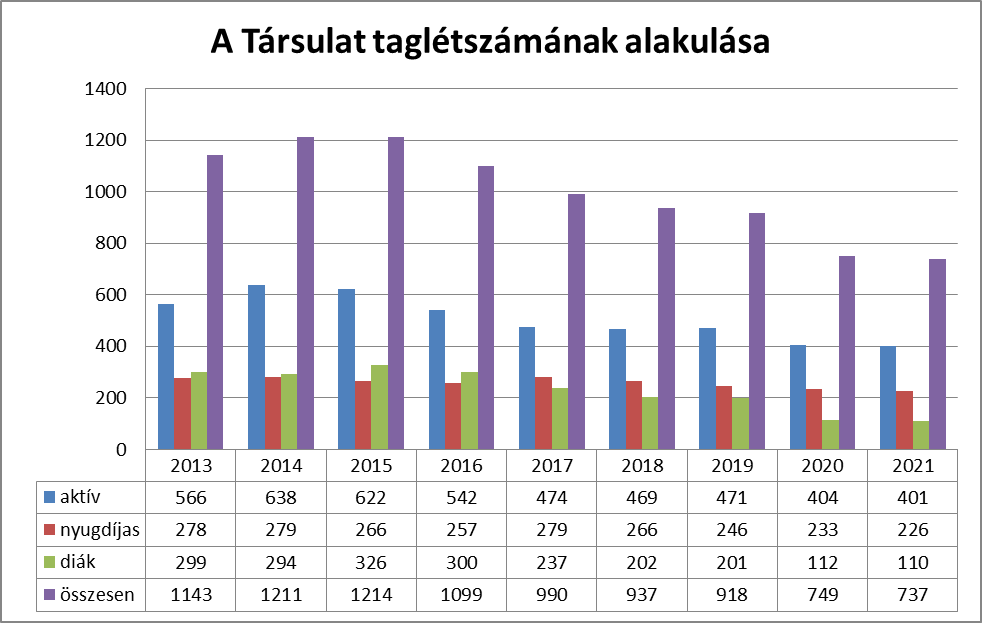 A Társulat taglétszámának alakulása
1400
1200
1000
800
600
400
200
0
2013 2014 2015 2016 2017 2018 2019 2020 2021
aktív 566 638 622 542 474 469 471 404 401
nyugdíjas 278 279 266 257 279 266 246 233 226
diák 299 294 326 300 237 202 201 112 110
összesen 1143 1211 1214 1099 990 937 918 749 737